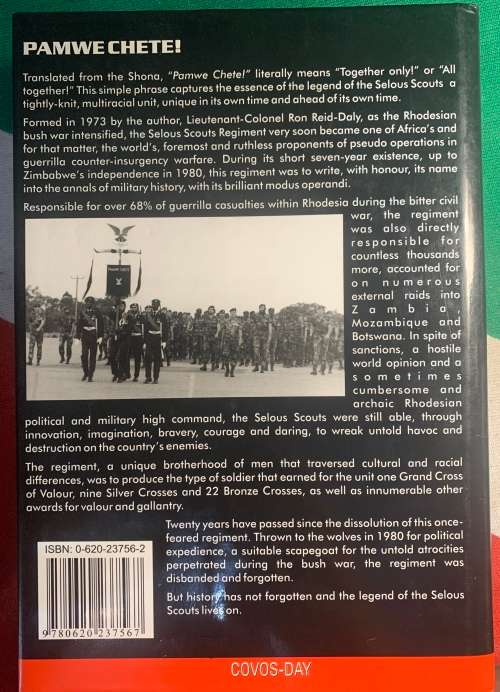 PAMWE CHETE!
Translated from the Shona, "Pamwe Chete!" literally means "Together only!" or "All
together!" This simple phrase captures the essence of the legend of the Selous Scouts a
tightly-knit, multiracial unit, unique in its own time and ahead of its own time.
Formed in 1973 by the author, Lieutenant-Colonel Ron Reid-Daly, as the Rhodesian
bush war intensified, the Selous Scouts Regiment very soon became one of Africa's and
for that matter, the world's, foremost and ruthless proponents of pseudo operations in
guerrilla counter-insurgency warfare. During its short seven-year existence, up to
Zimbabwe's independence in 1980, this regiment was to write, with honour, its name
into the annals of military history, with its brilliant modus operandi.
Responsible for over 68% of guerrilla casualties within Rhodesia during the bitter civil
war, the regiment
was also directly
responsible for
countless thousands
more, accounted for
on numerous
external raids into
Zambia,
Mozambique and
Botswana. In spite of
sanctions, a hostile
world opinion and a
sometimes
cumbersome and
archaic Rhodesian
political and military high command, the Selous Scouts were still able, through
innovation, imagination, bravery, courage and daring, to wreak untold havoc and
destruction on the country's enemies.
The regiment, a unique brotherhood of men that traversed cultural and racial
differences, was to produce the type of soldier that earned for the unit one Grand Cross
of Valour, nine Silver Crosses and 22 Bronze Crosses, as well as innumerable other
awards for valour and gallantry.
Twenty years have passed since the dissolution of this once-
feared regiment. Thrown to the wolves in 1980 for political
expedience, a suitable scapegoat for the untold atrocities
perpetrated during the bush war, the regiment was
disbanded and forgotten.
But history has not forgotten and the legend of the Selous
Scouts lives on.
ISBN: 0-620-23756-2
9 780620 237567
COVOS-DAY